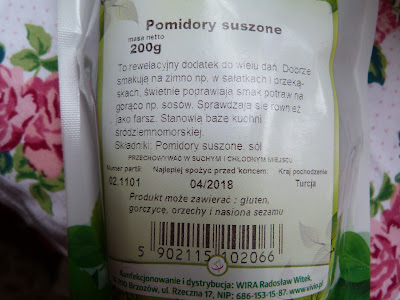 Pomidory suszone
masa netto
200g
To rewelacyjny dodatek do wielu dań. Dobrze
smakują na zimno np. w sałatkach i przeką-
skach, świetnie poprawiają smak potraw na
gorąco np. sosów. Sprawdzają się również
jako farsz. Stanowią bazę kuchni
śródziemnomorskiej.
Składniki: Pomidory suszone, sól
PRZECHOWYWAĆ W SUCHYM I CHŁODNYM MIEJSCU
Numer partii: Najlepiej spożyć przed końcem: Kraj pochodzenia
02.1101 04/2018 Turcja
Produkt może zawierać : gluten,
gorczycę, orzechy i nasiona sezamu
5 902115 102066
Konfekcjonowanie i dystrybucja: WIRA Radosław Witek,
Brzozów, ul. Rzeczna 17, NIP: 686-153-15-87